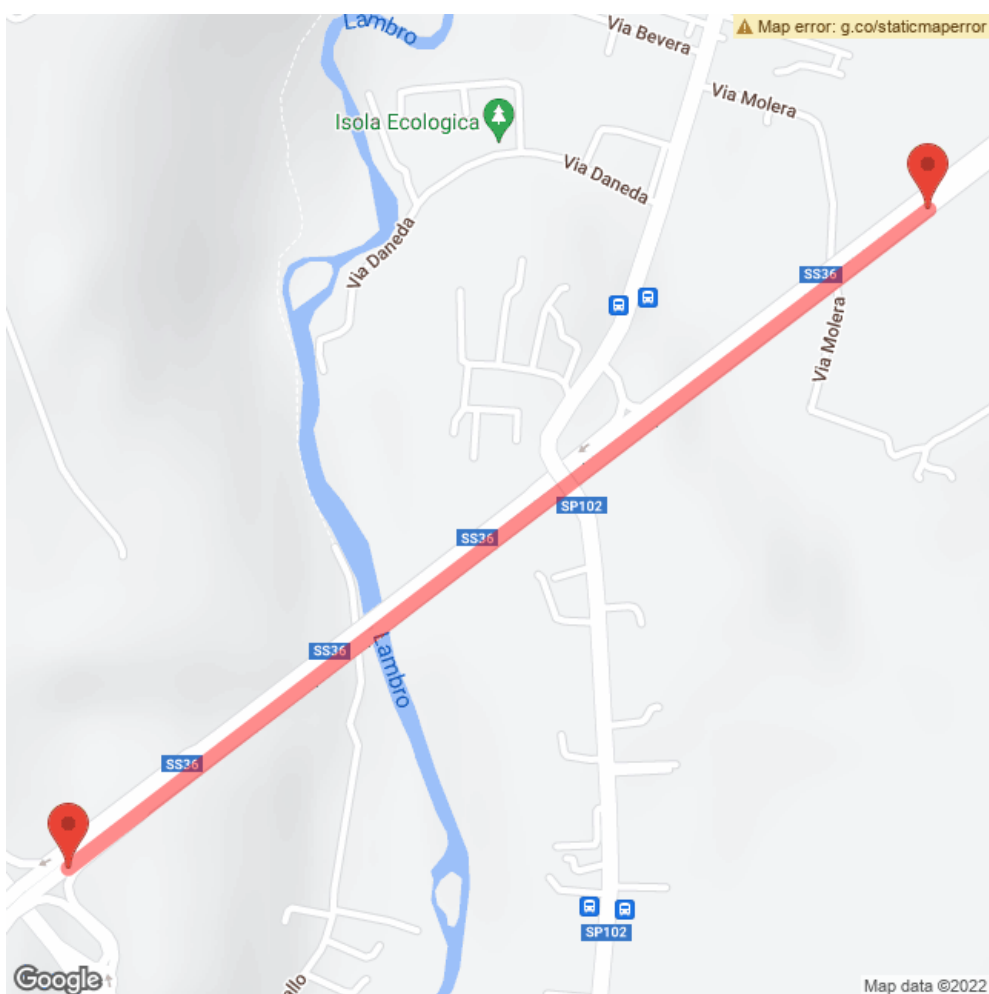 Lambro
Via Bevera
⚠ Map error: g.co/staticmaperror
Via Molera
Isola Ecologica
Via Daneda
Via Daneda
SS36
Via Molera
SP102
SS36
SS36
Lambro
SS36
SP102
allo
Google
Map data ©2022